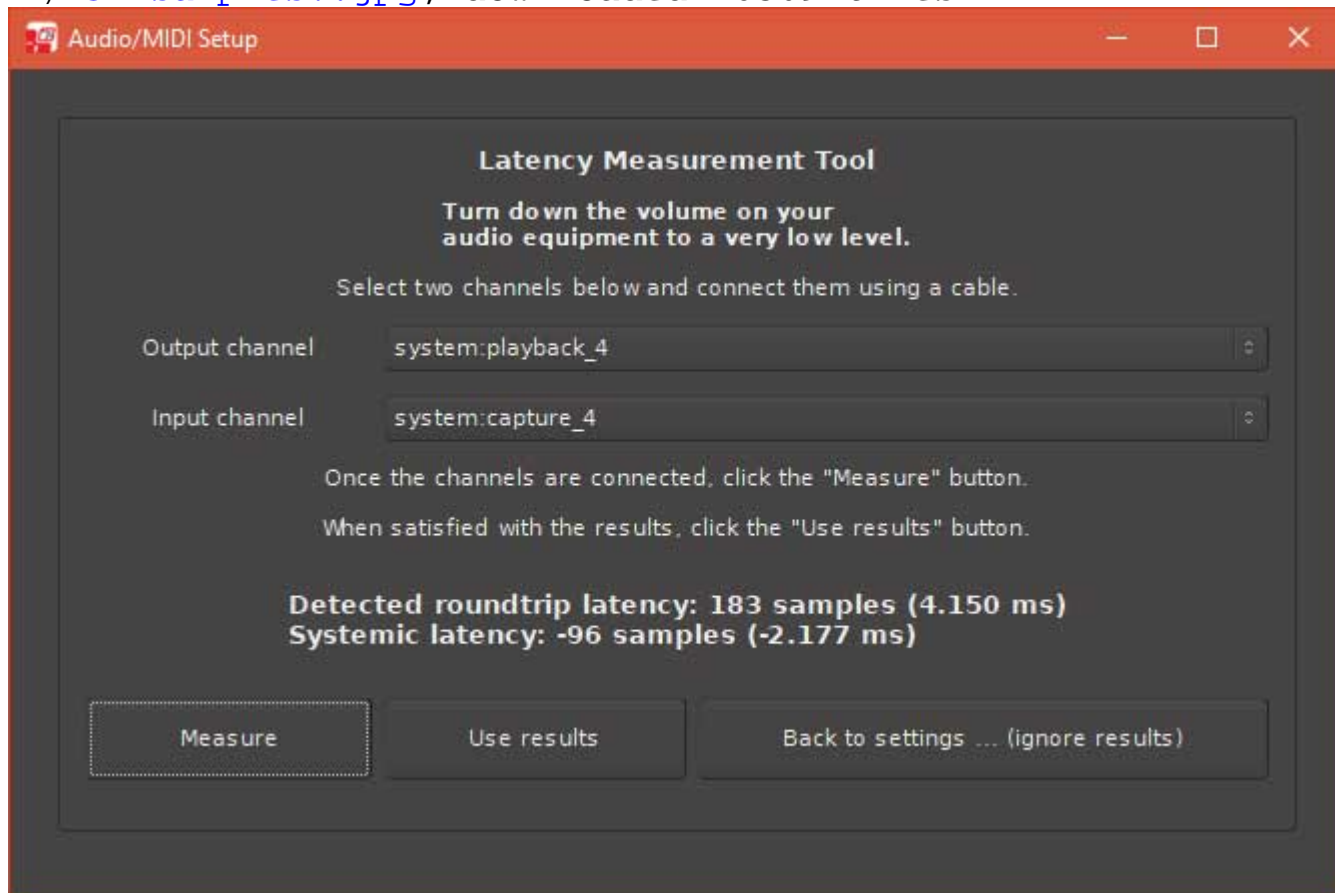 Audio/MIDI Setup
Latency Measurement Tool
Turn down the volume on your
audio equipment to a very low level.
Select two channels below and connect them using a cable.
Output channel system:playback_4
Input channel system:capture_4
Once the channels are connected, click the "Measure" button.
When satisfied with the results, click the "Use results" button.
Detected roundtrip latency: 183 samples (4.150 ms)
Systemic latency: -96 samples (-2.177 ms)
Measure Use results Back to settings ... (ignore results)